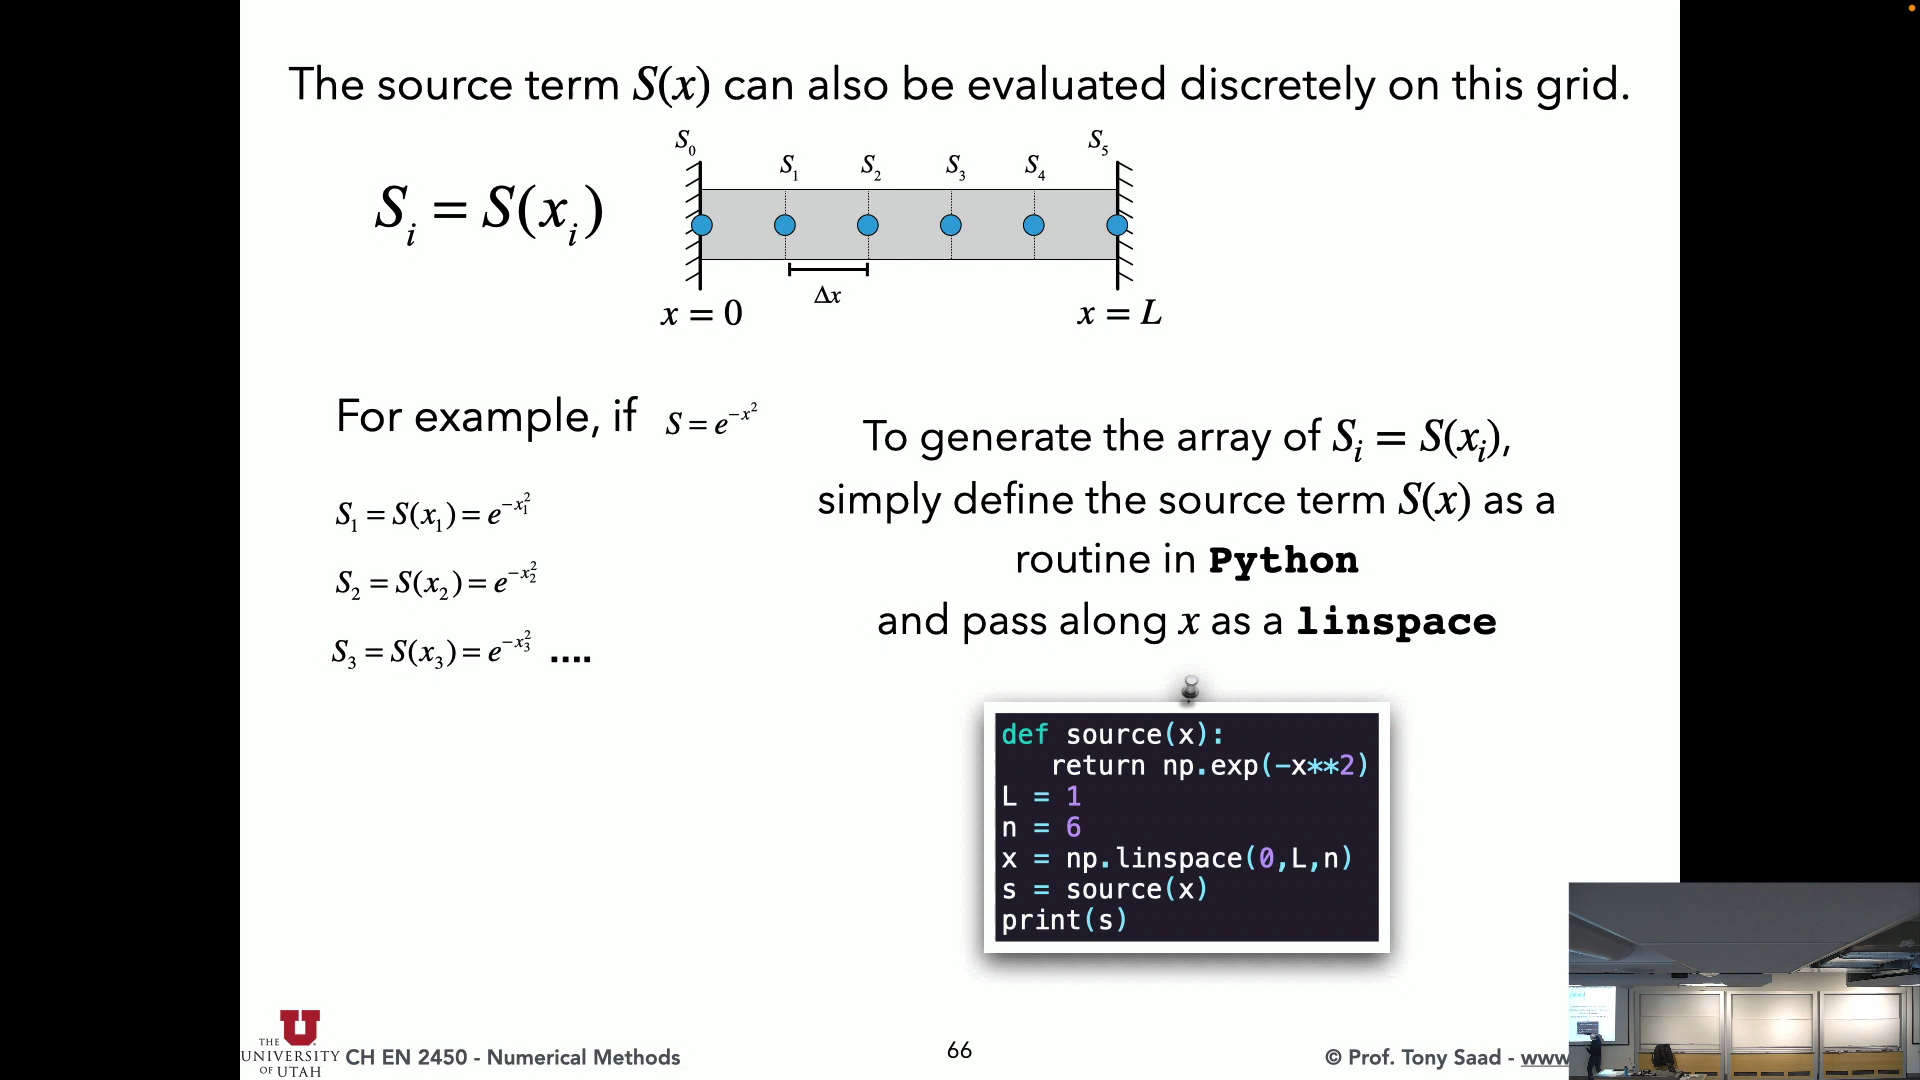 The source term S(x) can also be evaluated discretely on this grid.
S₀ S₁ S₂ S₃ S₄ S₅
Sᵢ = S(xᵢ)
Δx
x = 0 x = L
For example, if S = e^{-x²}
S₁ = S(x₁) = e^{-x₁²}
S₂ = S(x₂) = e^{-x₂²}
S₃ = S(x₃) = e^{-x₃²} ....
To generate the array of Sᵢ = S(xᵢ),
simply define the source term S(x) as a
routine in Python
and pass along x as a linspace
def source(x):
   return np.exp(-x**2)
L = 1
n = 6
x = np.linspace(0,L,n)
s = source(x)
print(s)
THE
UNIVERSITY
OF UTAH
CH EN 2450 - Numerical Methods
66
© Prof. Tony Saad - www